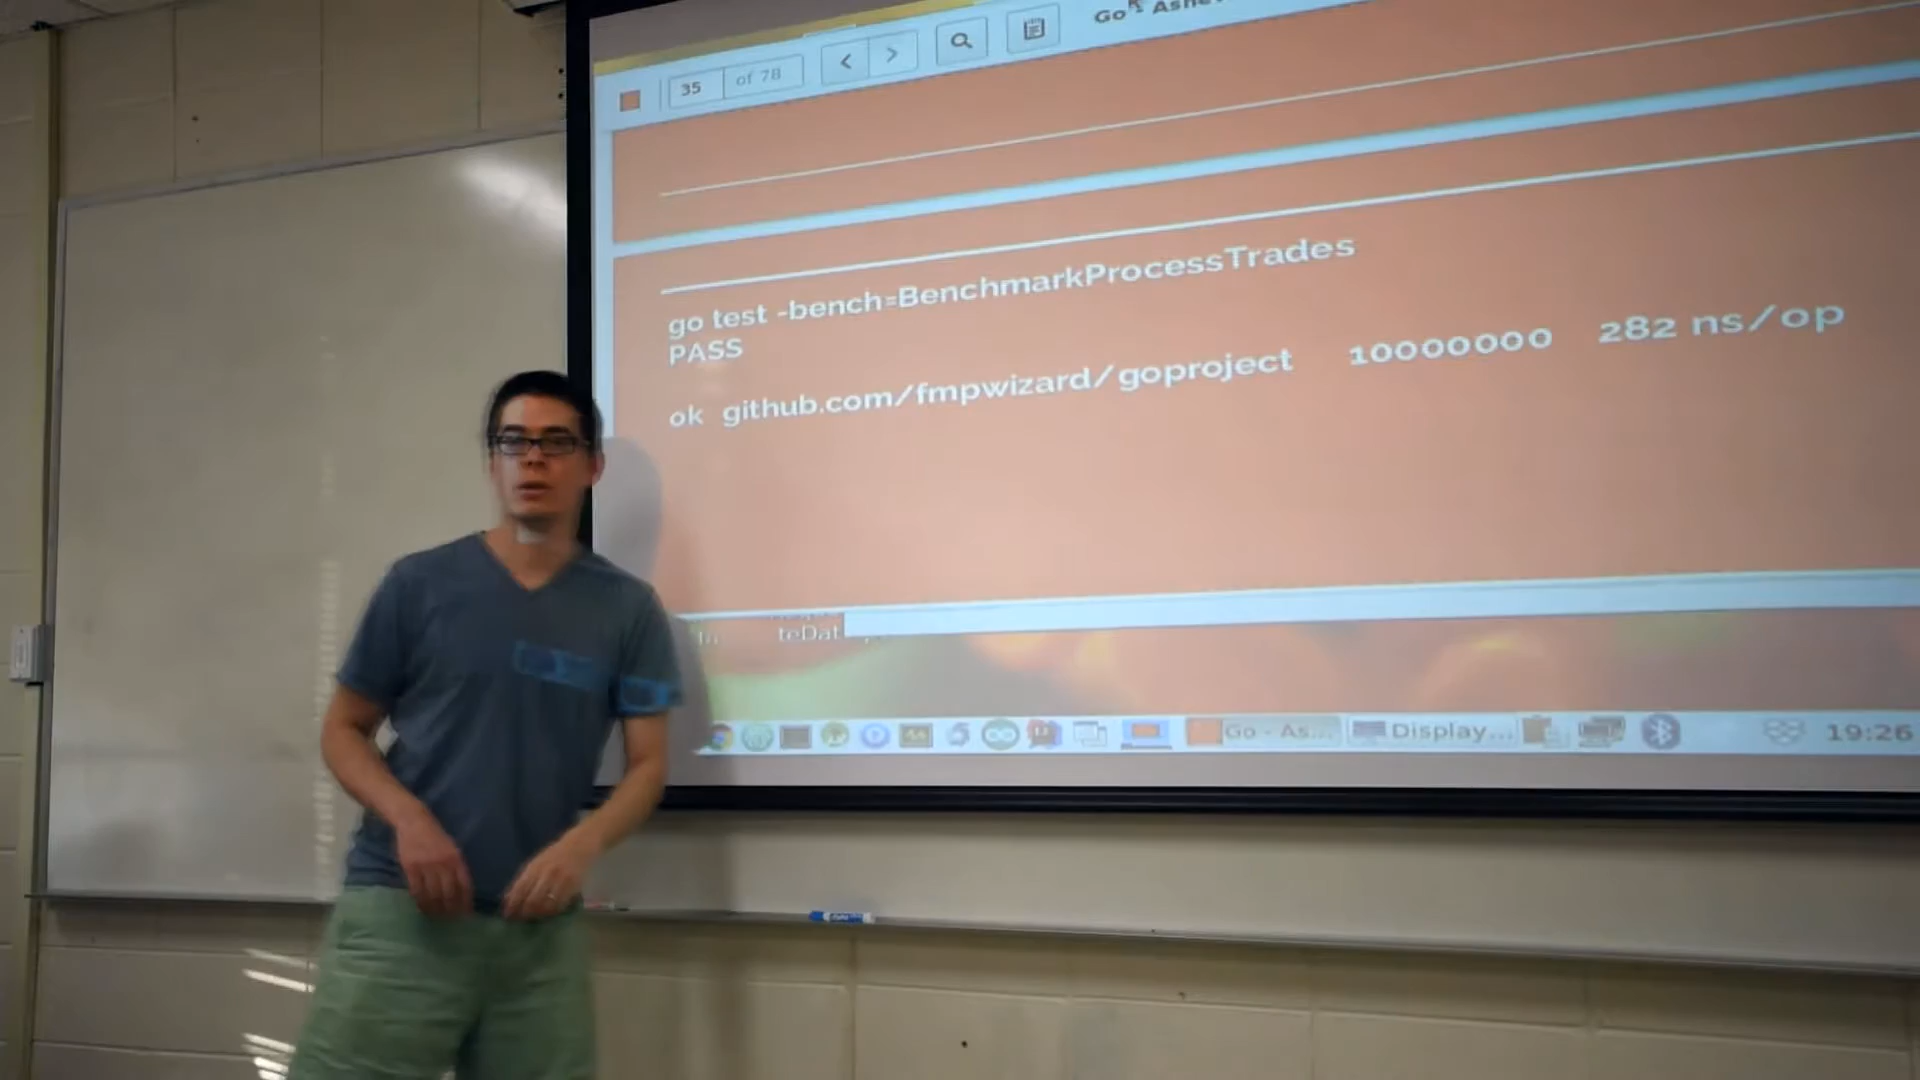 35 of 78
Go
go test -bench=BenchmarkProcessTrades
PASS
ok github.com/fmpwizard/goproject 10000000 282 ns/op
teDat
Go - As... Display... 19:26